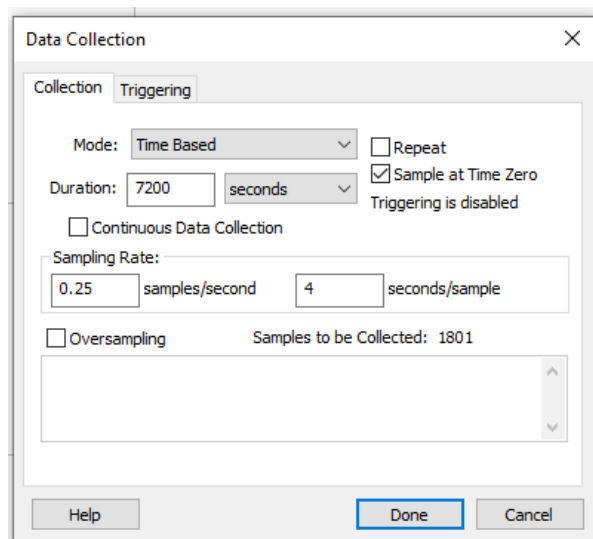 Data Collection
Collection Triggering
Mode: Time Based
Repeat
Sample at Time Zero
Duration: 7200 seconds
Triggering is disabled
Continuous Data Collection
Sampling Rate:
0.25 samples/second 4 seconds/sample
Oversampling Samples to be Collected: 1801
Help Done Cancel